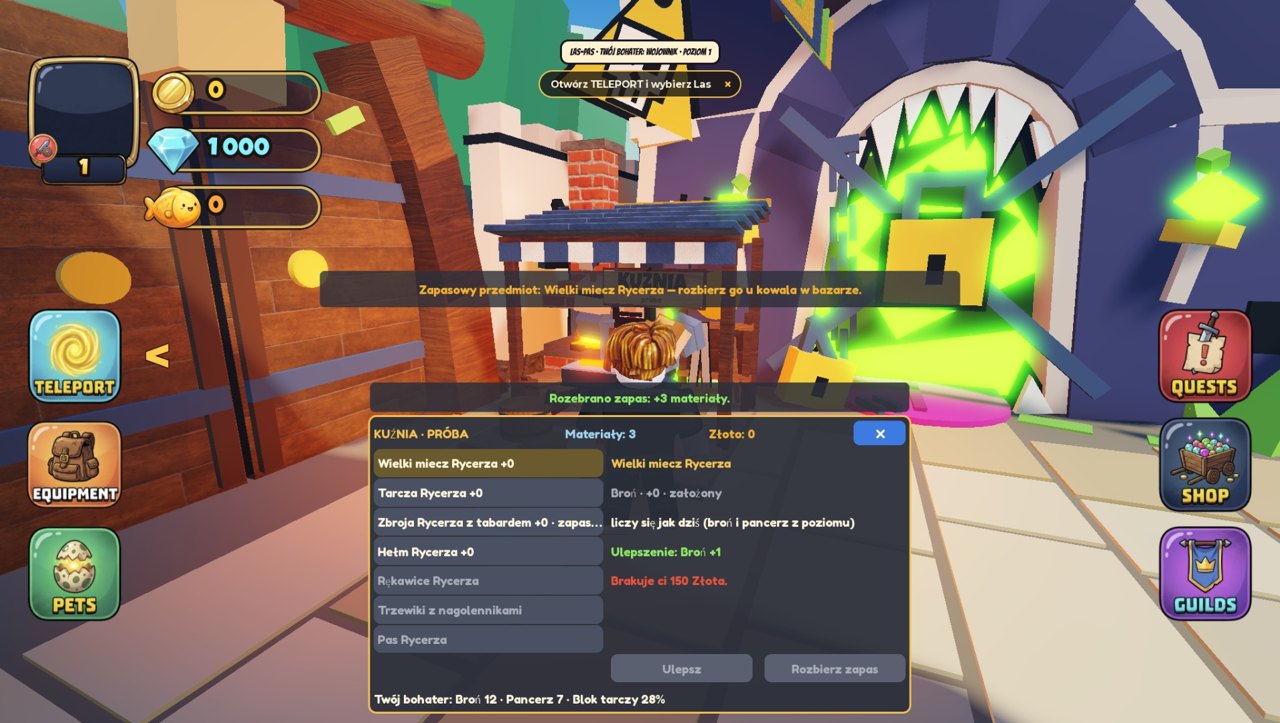 LAS-PAS · TWÓJ BOHATER: WOJOWNIK · POZIOM 1
Otwórz TELEPORT i wybierz Las ×
0
1000
0
1
KUŹNIA
Zapasowy przedmiot: Wielki miecz Rycerza — rozbierz go u kowala w bazarze.
TELEPORT
<
EQUIPMENT
PETS
QUESTS
SHOP
GUILDS
Rozebrano zapas: +3 materiały.
KUŹNIA · PRÓBA Materiały: 3 Złoto: 0 ✕
Wielki miecz Rycerza +0
Tarcza Rycerza +0
Zbroja Rycerza z tabardem +0 · zapas...
Hełm Rycerza +0
Rękawice Rycerza
Trzewiki z nagolennikami
Pas Rycerza
Wielki miecz Rycerza
Broń · +0 · założony
liczy się jak dziś (broń i pancerz z poziomu)
Ulepszenie: Broń +1
Brakuje ci 150 Złota.
Ulepsz
Rozbierz zapas
Twój bohater: Broń 12 · Pancerz 7 · Blok tarczy 28%